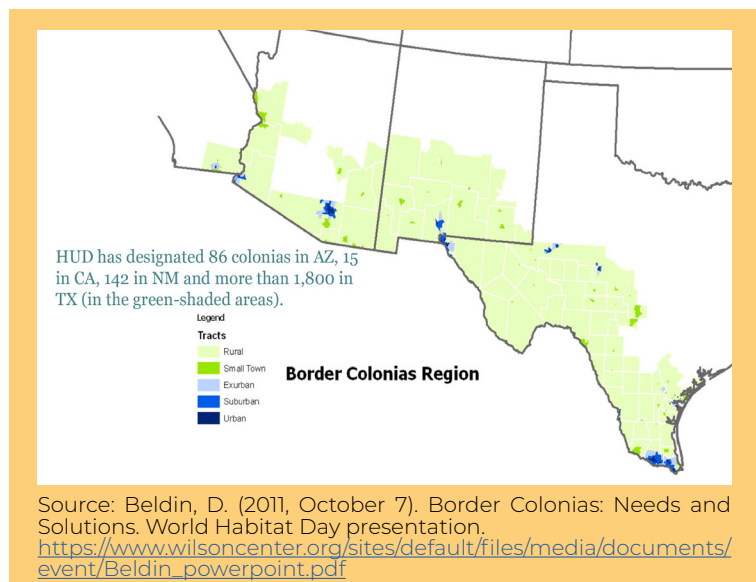 HUD has designated 86 colonias in AZ, 15
in CA, 142 in NM and more than 1,800 in
TX (in the green-shaded areas).
Legend
Tracts
Rural
Small Town
Exurban
Suburban
Urban
Border Colonias Region
Source: Beldin, D. (2011, October 7). Border Colonias: Needs and
Solutions. World Habitat Day presentation.
https://www.wilsoncenter.org/sites/default/files/media/documents/
event/Beldin_powerpoint.pdf